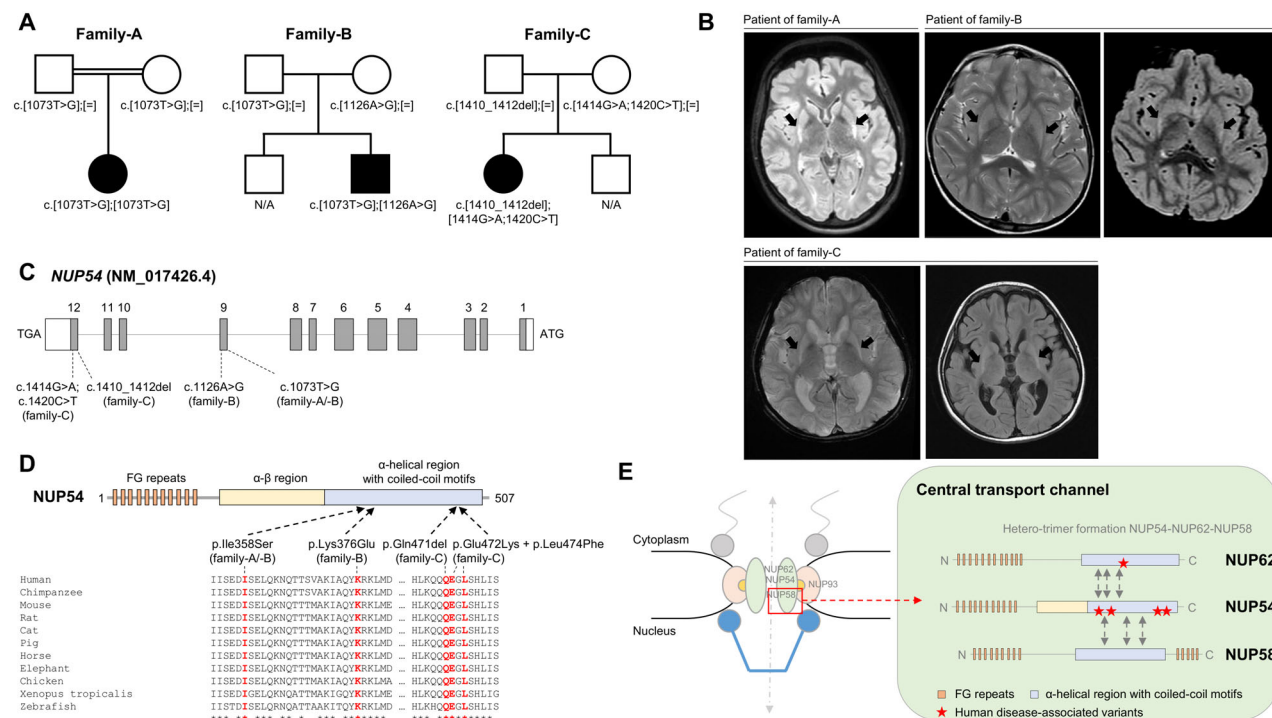 A
Family-A
Family-B
Family-C
c.[1073T>G];[=]
c.[1073T>G];[=]
c.[1073T>G];[=]
c.[1126A>G];[=]
c.[1410_1412del];[=]
c.[1414G>A;1420C>T];[=]
c.[1073T>G];[1073T>G]
N/A
c.[1073T>G];[1126A>G]
c.[1410_1412del];
[1414G>A;1420C>T]
N/A
B
Patient of family-A
Patient of family-B
Patient of family-C
C
NUP54 (NM_017426.4)
12
11
10
9
8
7
6
5
4
3
2
1
TGA
ATG
c.1414G>A;
c.1420C>T
(family-C)
c.1410_1412del
(family-C)
c.1126A>G
(family-B)
c.1073T>G
(family-A/-B)
D
FG repeats
α-β region
α-helical region
with coiled-coil motifs
NUP54
1
507
p.Ile358Ser
(family-A/-B)
p.Lys376Glu
(family-B)
p.Gln471del
(family-C)
p.Glu472Lys + p.Leu474Phe
(family-C)
Human IISEDISELQKNQTTSVAKIAQYKRKLMD ... HLKQQQEGLSHLIS
Chimpanzee IISEDISELQKNQTTSVAKIAQYKRKLMD ... HLKQQQEGLSHLIS
Mouse IISEDISELQKNQTTTMAKIAQYKRKLMD ... HLKQQQEGLSHLIS
Rat IISEDISELQKNQTTTMAKIAQYKRKLMD ... HLKQQQEGLSHLIS
Cat IISEDISELQKNQTTTMAKIAQYKRKLMD ... HLKQQQEGLSHLIS
Pig IISEDISELQKNQTTTMAKIAQYKRKLMD ... HLKQQQEGLSHLIS
Horse IISEDISELQKNQTTTMAKIAQYKRKLMD ... HLKQQQEGLSHLIS
Elephant IISEDISELQKNQTTTMAKIAQYKRKLMD ... HLKQQQEGLSHLIS
Chicken IISEDISELQKNQTTTMAKIAQYKRKLMA ... HLKQQQEGLSHLIS
Xenopus tropicalis IISEDIGELQKNQATTMAKIGQYKRKLMD ... HLKQQQEGLSHLIG
Zebrafish IISEDISELQRNQATTMAKIAQYKRKLME ... HLKQQQEGLSHLIS
E
Central transport channel
Hetero-trimer formation NUP54-NUP62-NUP58
Cytoplasm
Nucleus
NUP62
NUP54
NUP58
NUP93
N
C
NUP62
N
C
NUP54
N
C
NUP58
FG repeats
α-helical region with coiled-coil motifs
Human disease-associated variants